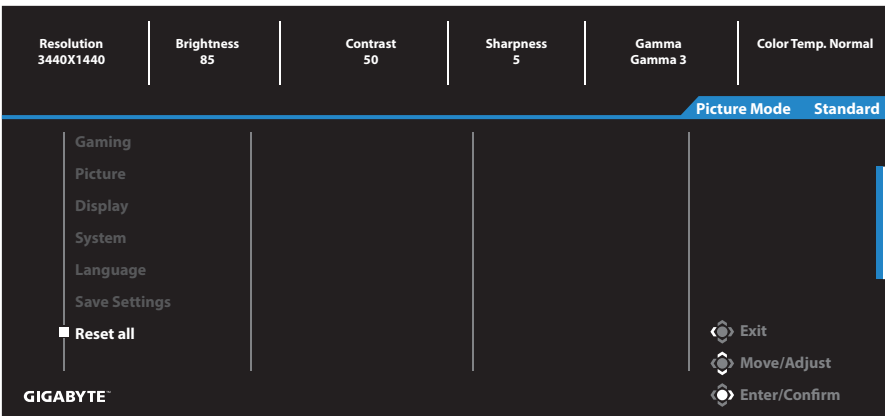 Resolution
3440X1440
Brightness
85
Contrast
50
Sharpness
5
Gamma
Gamma 3
Color Temp. Normal
Picture Mode Standard
Gaming
Picture
Display
System
Language
Save Settings
Reset all
Exit
Move/Adjust
Enter/Confirm
GIGABYTE™